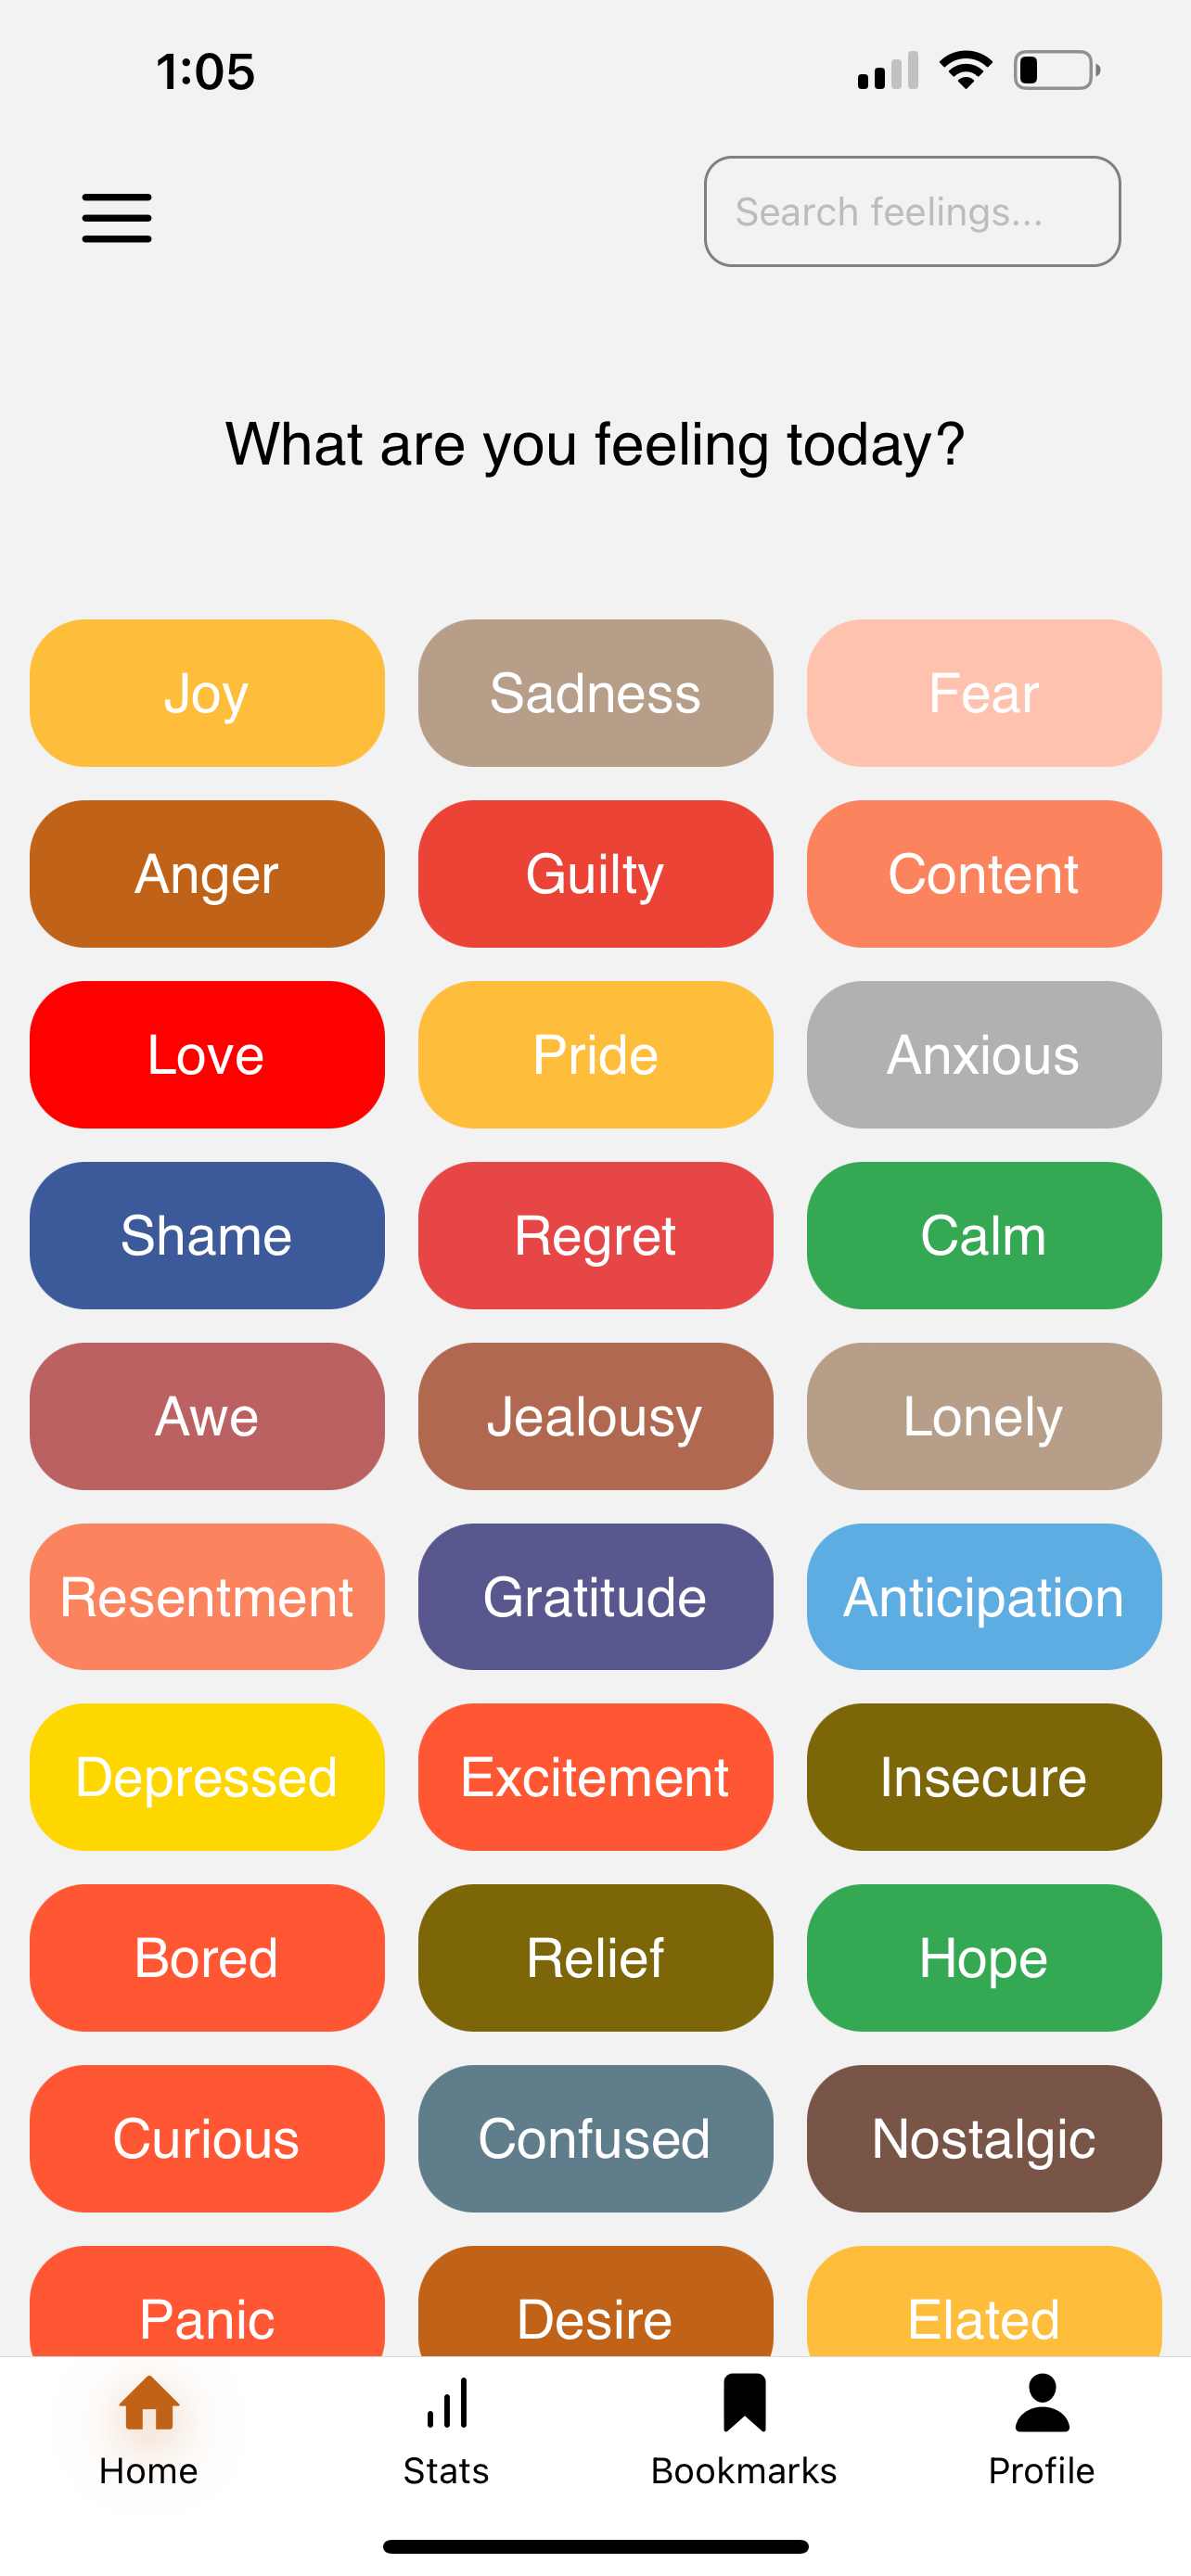 1:05
Search feelings...
What are you feeling today?
Joy Sadness Fear
Anger Guilty Content
Love Pride Anxious
Shame Regret Calm
Awe Jealousy Lonely
Resentment Gratitude Anticipation
Depressed Excitement Insecure
Bored Relief Hope
Curious Confused Nostalgic
Panic Desire Elated
Home Stats Bookmarks Profile